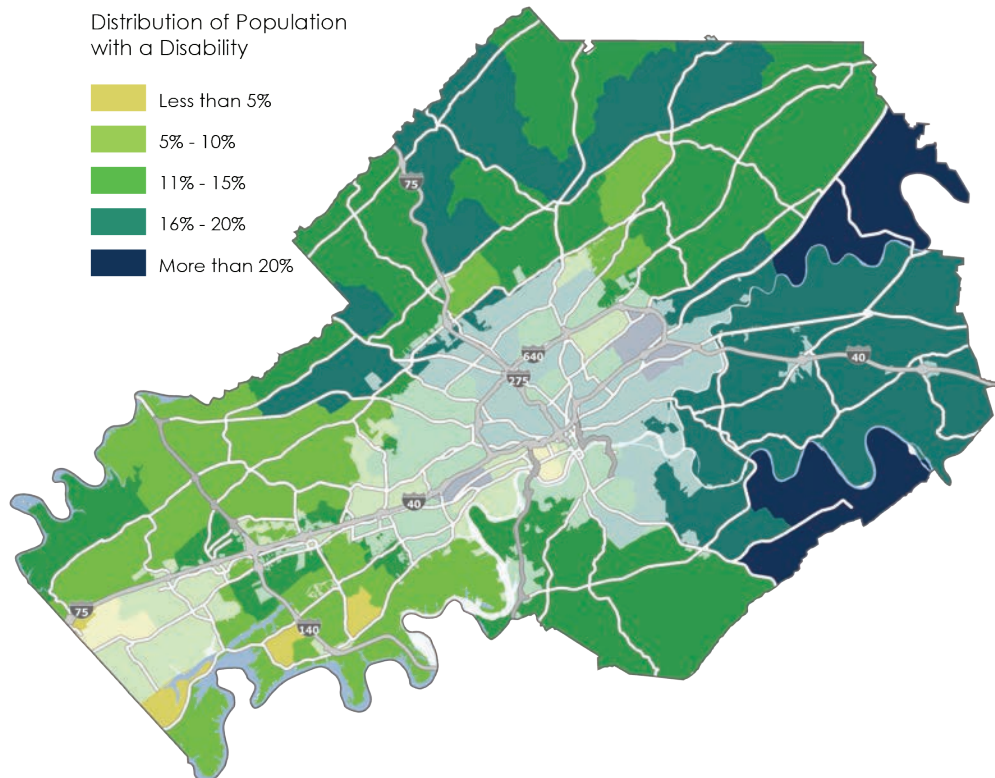 Distribution of Population
with a Disability
Less than 5%
5% - 10%
11% - 15%
16% - 20%
More than 20%
75
640
275
40
40
75
140